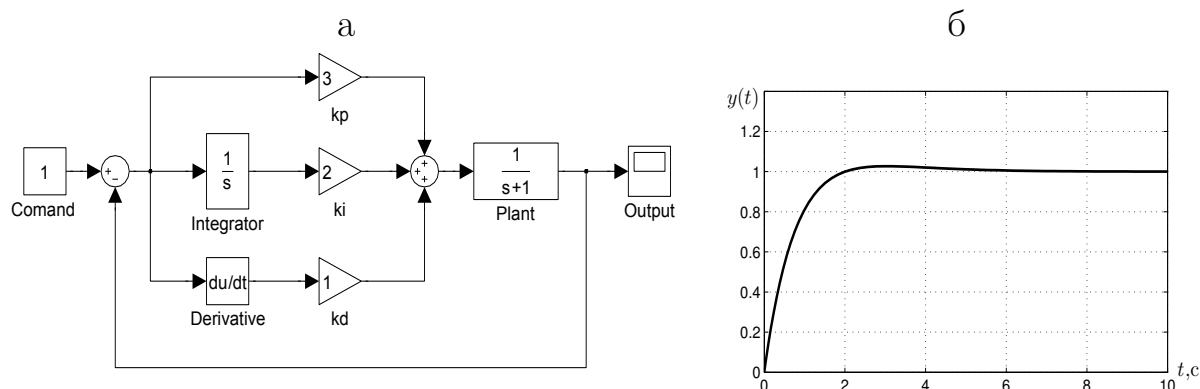 а
3
kp
1
Comand
+
−
1
s
Integrator
2
ki
+
+
+
1
s+1
Plant
Output
du/dt
Derivative
1
kd
б
y(t)
1.2
1
0.8
0.6
0.4
0.2
0
0 2 4 6 8 10
t,с